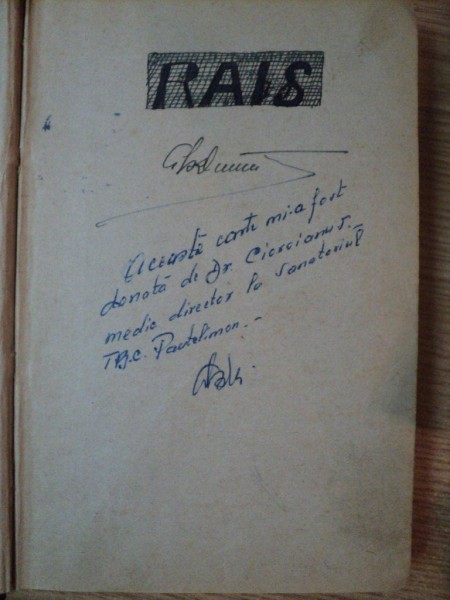 RAIS
Această carte mi-a fost
donată de Dr. Cioroianu S.
medic director la sanatoriul
T.B.C. Pantelimon. –